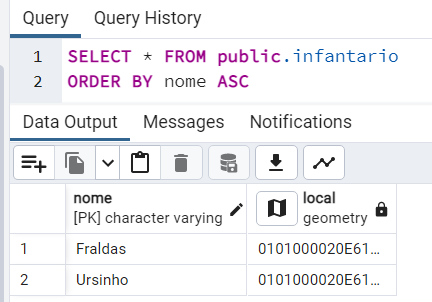 Query Query History
1 SELECT * FROM public.infantario
2 ORDER BY nome ASC
Data Output Messages Notifications
nome local
[PK] character varying geometry
1 Fraldas 0101000020E61...
2 Ursinho 0101000020E61...